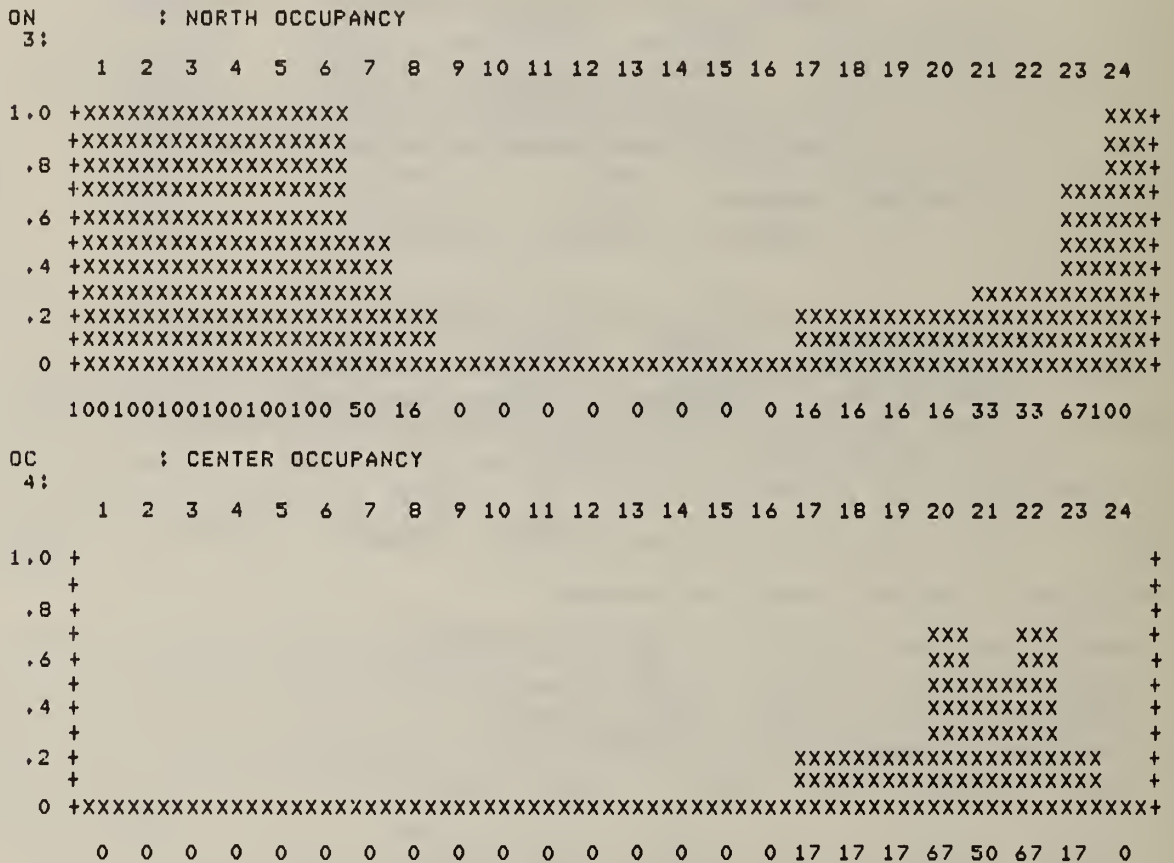 ON : NORTH OCCUPANCY
3:
1 2 3 4 5 6 7 8 9 10 11 12 13 14 15 16 17 18 19 20 21 22 23 24
1.0 +XXXXXXXXXXXXXXXXXX XXX+
+XXXXXXXXXXXXXXXXXX XXX+
.8 +XXXXXXXXXXXXXXXXXX XXX+
+XXXXXXXXXXXXXXXXXX XXXXXX+
.6 +XXXXXXXXXXXXXXXXXX XXXXXX+
+XXXXXXXXXXXXXXXXXXXXX XXXXXX+
.4 +XXXXXXXXXXXXXXXXXXXXX XXXXXX+
+XXXXXXXXXXXXXXXXXXXXX XXXXXXXXXXXX+
.2 +XXXXXXXXXXXXXXXXXXXXXXXX XXXXXXXXXXXXXXXXXXXXXXXX+
+XXXXXXXXXXXXXXXXXXXXXXXX XXXXXXXXXXXXXXXXXXXXXXXX+
0 +XXXXXXXXXXXXXXXXXXXXXXXXXXXXXXXXXXXXXXXXXXXXXXXXXXXXXXXXXXXXXXXXXXXXXXXX+
100100100100100100 50 16 0 0 0 0 0 0 0 0 16 16 16 16 33 33 67100
OC : CENTER OCCUPANCY
4:
1 2 3 4 5 6 7 8 9 10 11 12 13 14 15 16 17 18 19 20 21 22 23 24
1.0 + +
+ +
.8 + +
+ XXX XXX +
.6 + XXX XXX +
+ XXXXXXXXX +
.4 + XXXXXXXXX +
+ XXXXXXXXX +
.2 + XXXXXXXXXXXXXXXXXXXXX +
+ XXXXXXXXXXXXXXXXXXXXX +
0 +XXXXXXXXXXXXXXXXXXXXXXXXXXXXXXXXXXXXXXXXXXXXXXXXXXXXXXXXXXXXXXXXXXXXXXXX+
0 0 0 0 0 0 0 0 0 0 0 0 0 0 0 0 17 17 17 67 50 67 17 0